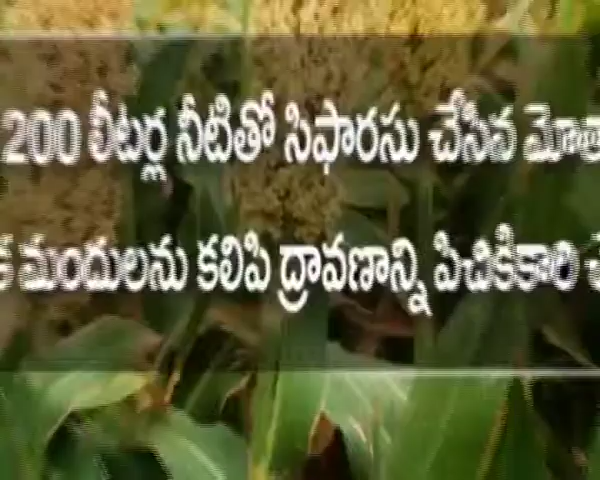 200 లీటర్ల నీటితో సిఫారసు చేసిన
మందులను కలిపి ద్రావణాన్ని పిచికికారి